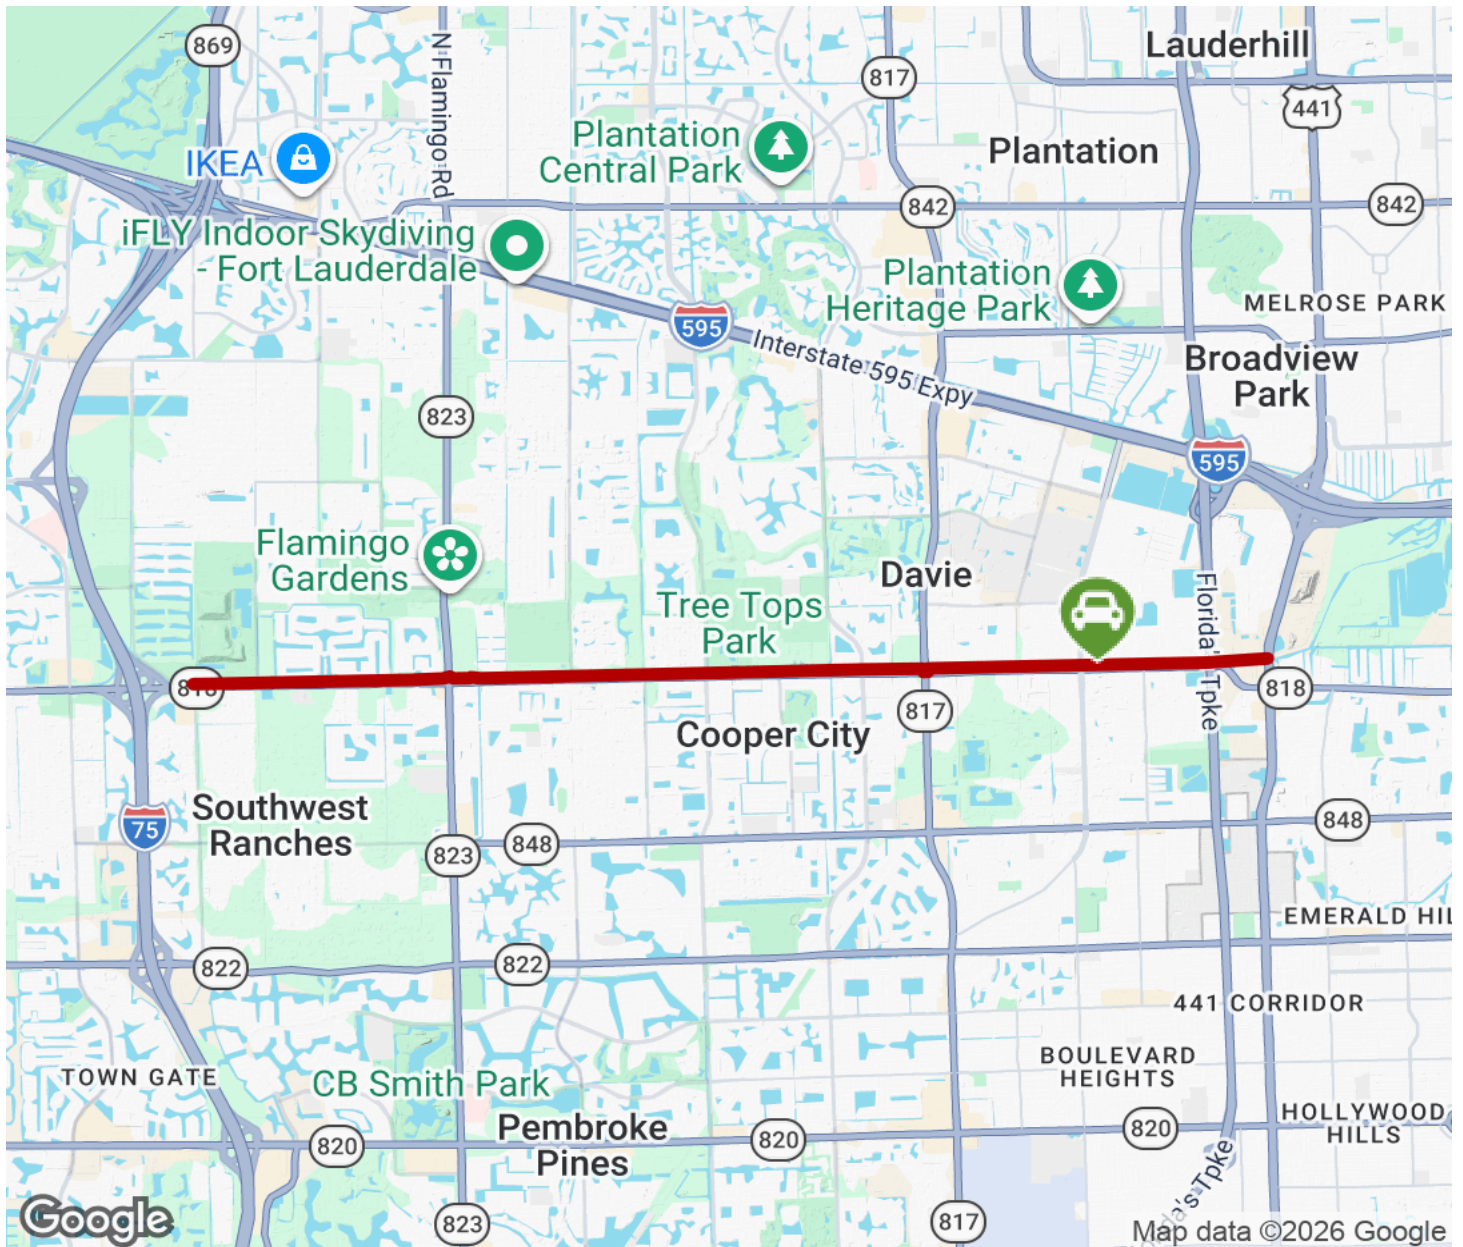 869
N Flamingo Rd
817
Lauderhill
441
IKEA
Plantation
Central Park
Plantation
842
842
iFLY Indoor Skydiving
- Fort Lauderdale
Plantation
Heritage Park
MELROSE PARK
595
Interstate 595 Expy
Broadview
Park
823
595
Flamingo
Gardens
Davie
Tree Tops
Park
Florida's Tpke
818
817
Cooper City
Southwest
Ranches
75
823
848
848
EMERALD HIL
822
822
441 CORRIDOR
TOWN GATE
CB Smith Park
BOULEVARD
HEIGHTS
Pembroke
Pines
820
820
820
HOLLYWOOD
HILLS
823
817
da's Tpke
Google
Map data ©2026 Google